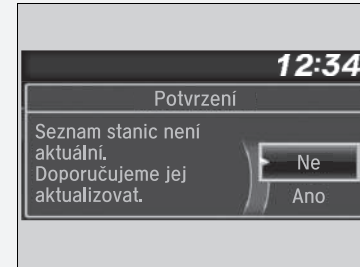 12:34
Potvrzení
Seznam stanic není
aktuální.
Doporučujeme jej
aktualizovat.
Ne
Ano